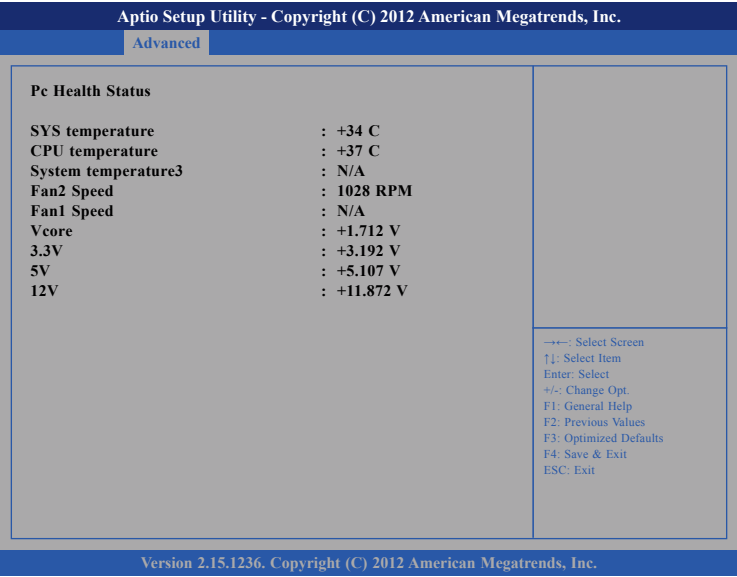 Aptio Setup Utility - Copyright (C) 2012 American Megatrends, Inc.
Advanced
Pc Health Status
SYS temperature : +34 C
CPU temperature : +37 C
System temperature3 : N/A
Fan2 Speed : 1028 RPM
Fan1 Speed : N/A
Vcore : +1.712 V
3.3V : +3.192 V
5V : +5.107 V
12V : +11.872 V
→←: Select Screen
↑↓: Select Item
Enter: Select
+/-: Change Opt.
F1: General Help
F2: Previous Values
F3: Optimized Defaults
F4: Save & Exit
ESC: Exit
Version 2.15.1236. Copyright (C) 2012 American Megatrends, Inc.